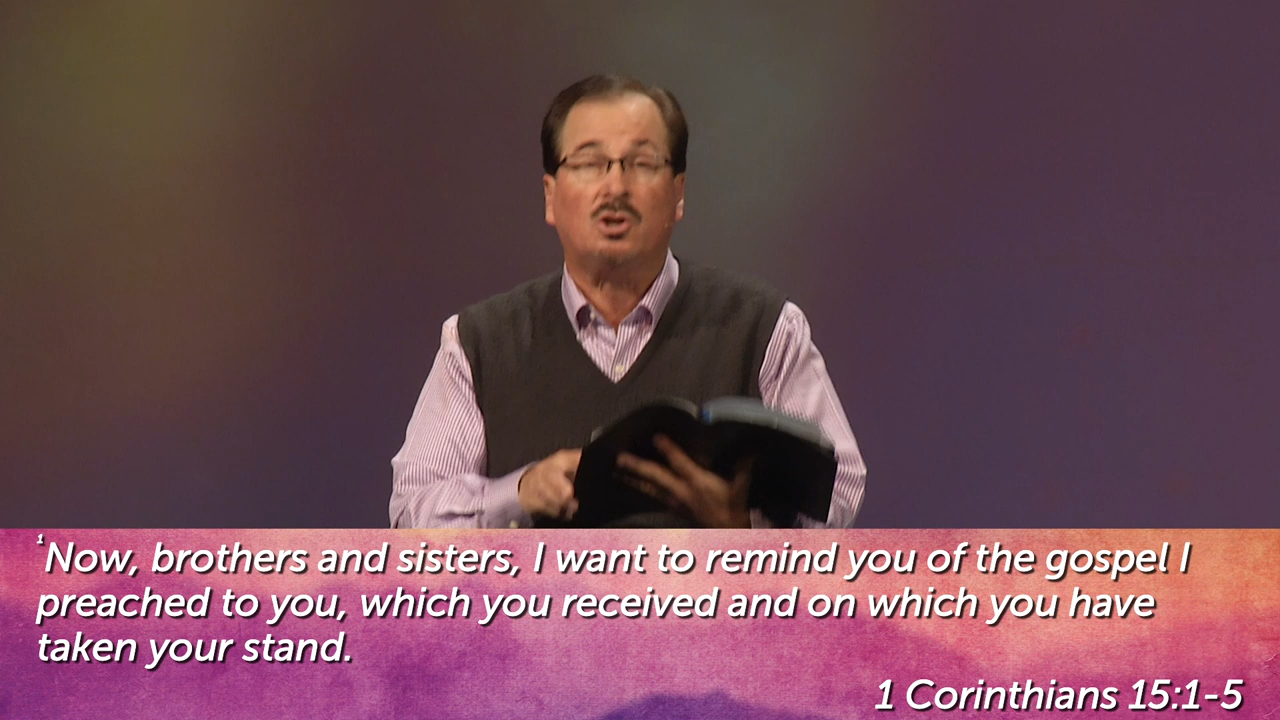 ¹Now, brothers and sisters, I want to remind you of the gospel I
preached to you, which you received and on which you have
taken your stand.
1 Corinthians 15:1-5